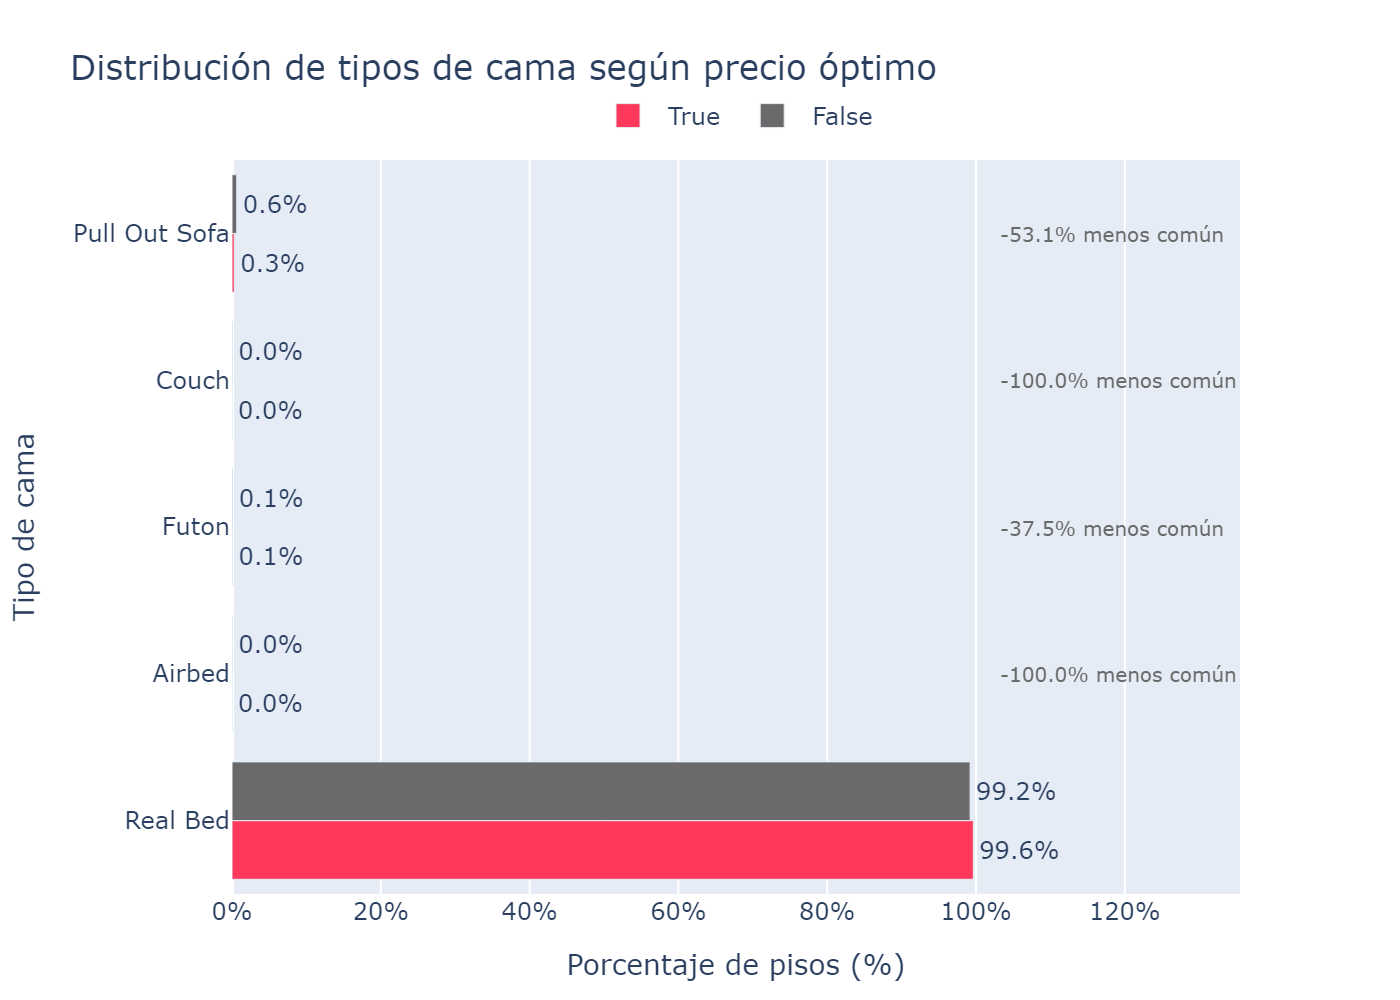 Distribución de tipos de cama según precio óptimo
True
False
Tipo de cama
Pull Out Sofa
0.6%
0.3%
-53.1% menos común
Couch
0.0%
0.0%
-100.0% menos común
Futon
0.1%
0.1%
-37.5% menos común
Airbed
0.0%
0.0%
-100.0% menos común
Real Bed
99.2%
99.6%
0%
20%
40%
60%
80%
100%
120%
Porcentaje de pisos (%)